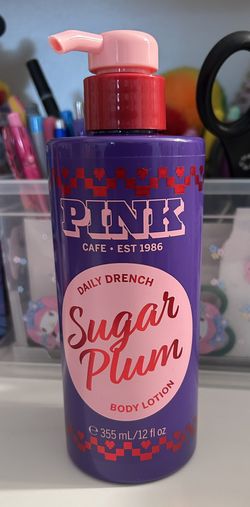 PINK
CAFE • EST 1986
DAILY DRENCH
Sugar
Plum
BODY LOTION
℮ 355 mL/12 fl oz